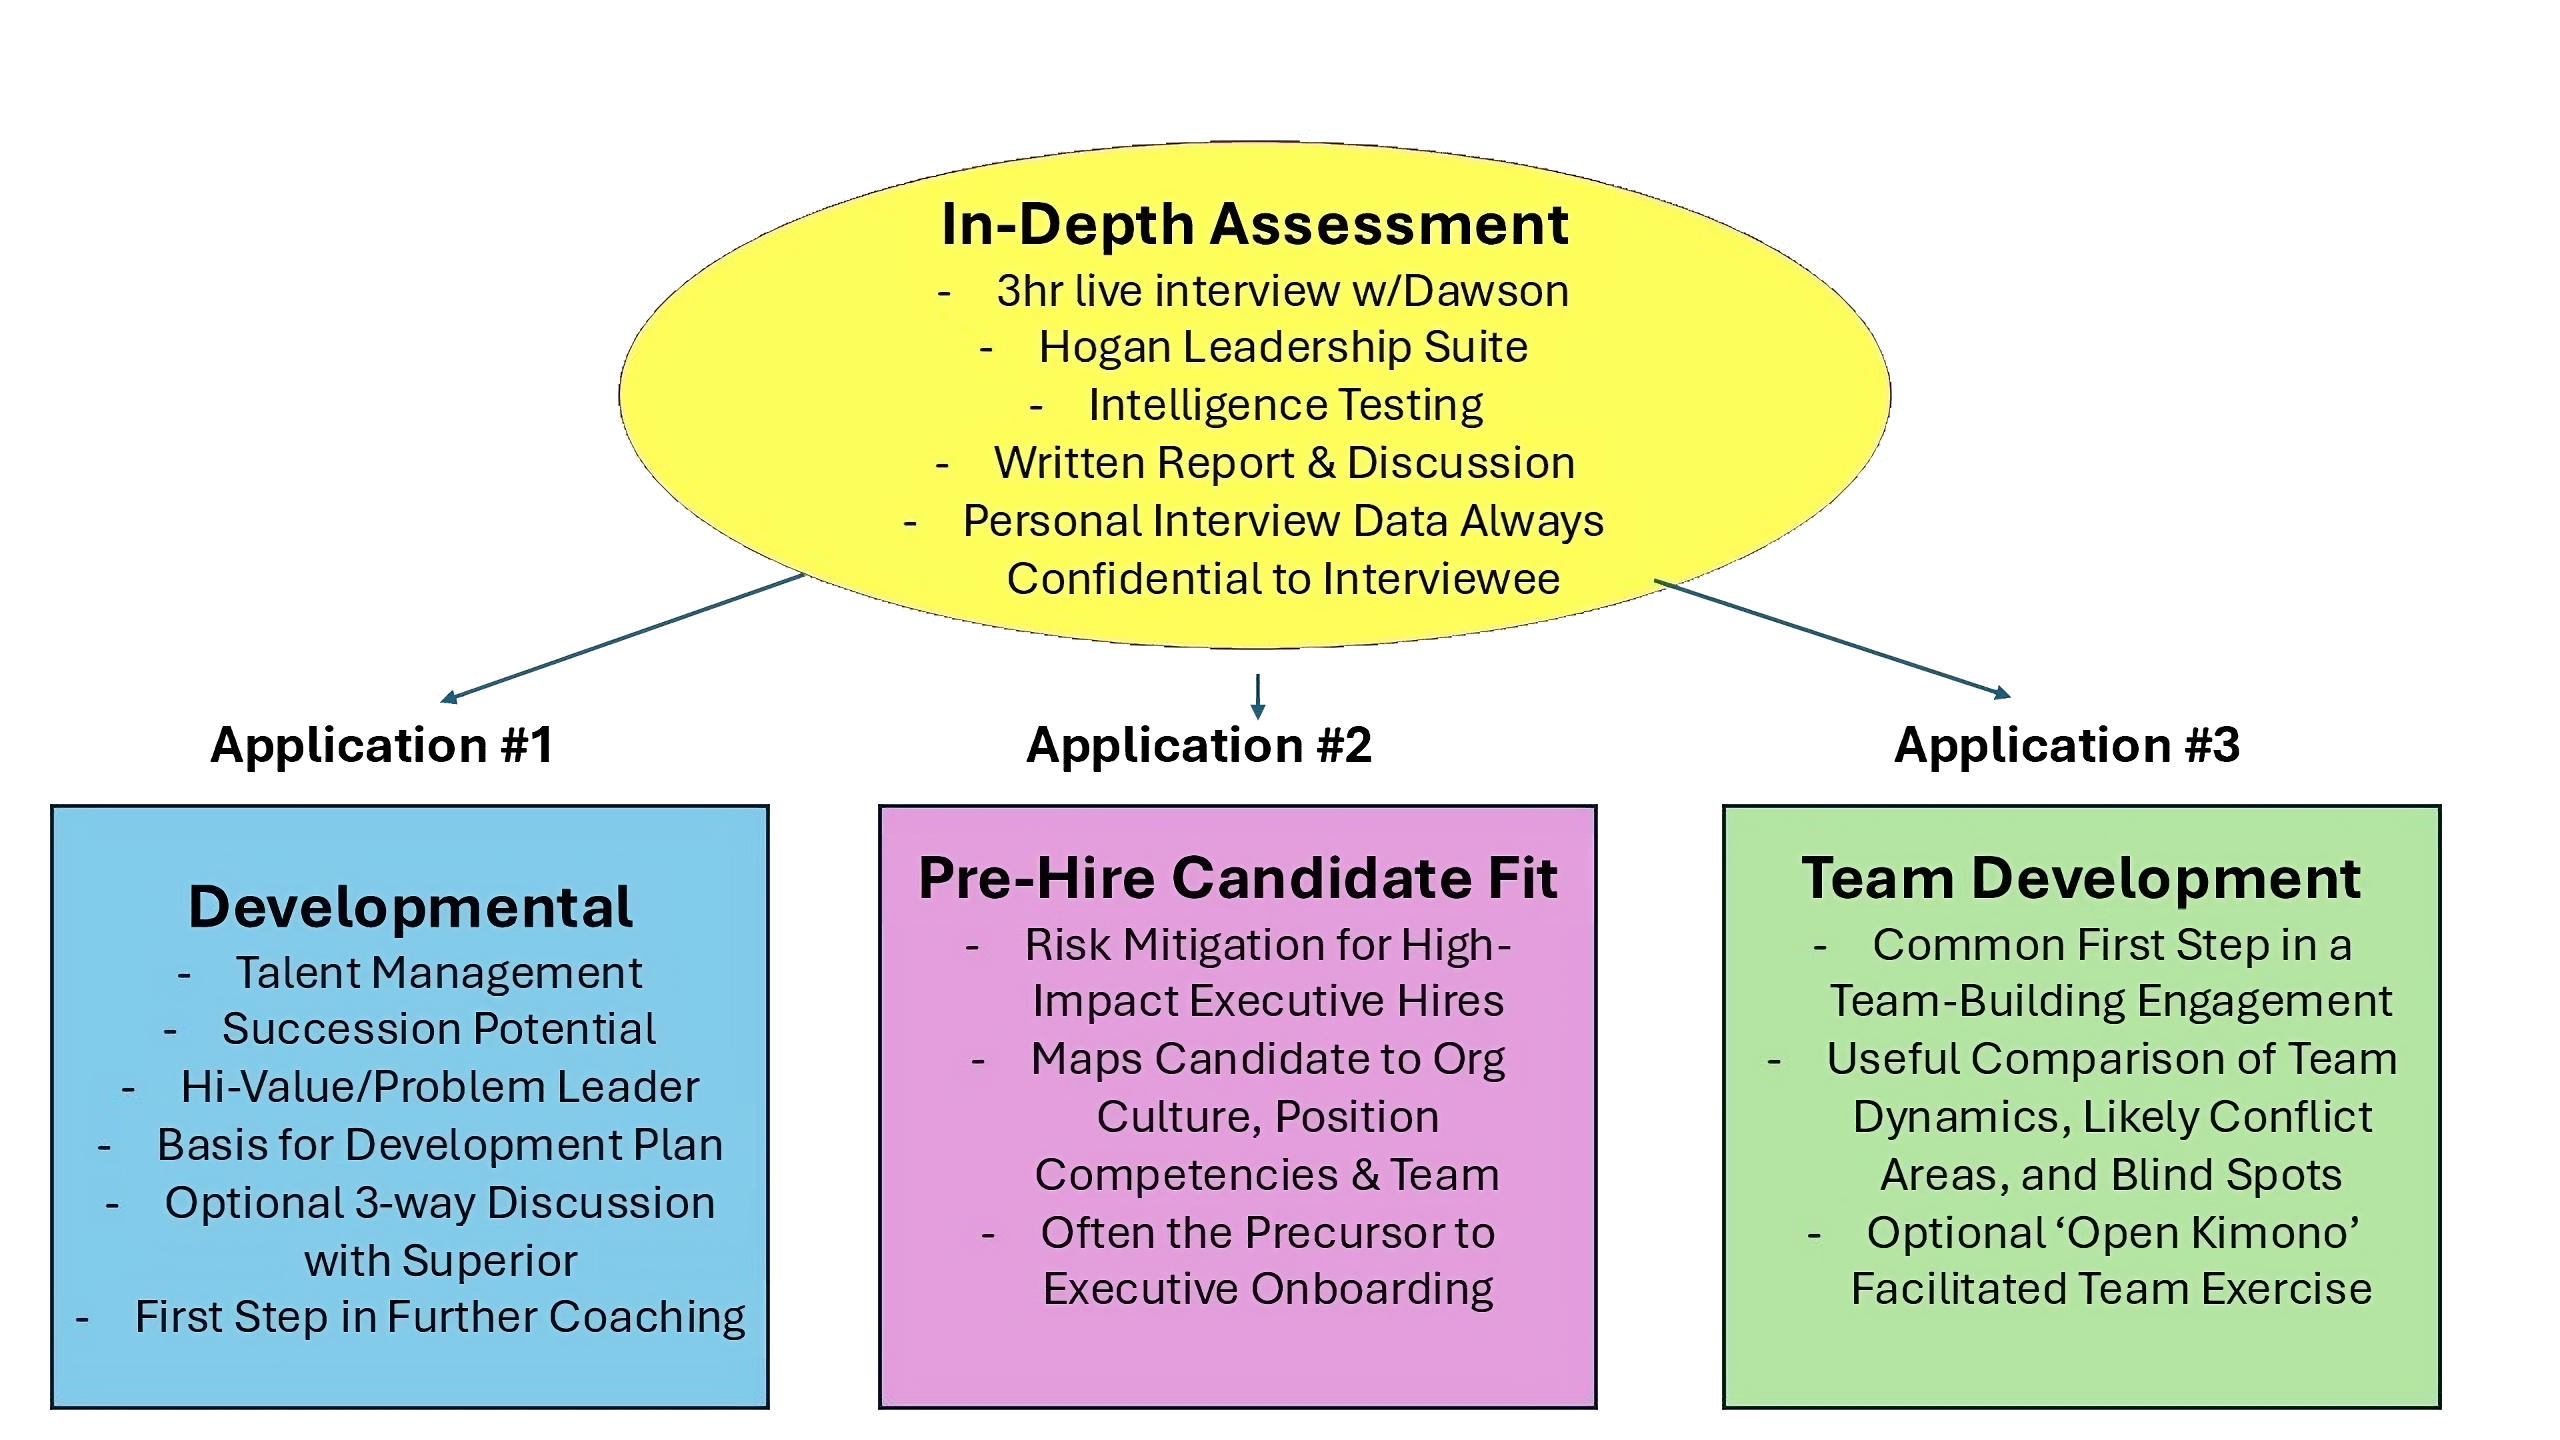 In-Depth Assessment
- 3hr live interview w/Dawson
- Hogan Leadership Suite
- Intelligence Testing
- Written Report & Discussion
- Personal Interview Data Always
Confidential to Interviewee
Application #1
Application #2
Application #3
Developmental
- Talent Management
- Succession Potential
- Hi-Value/Problem Leader
- Basis for Development Plan
- Optional 3-way Discussion
with Superior
- First Step in Further Coaching
Pre-Hire Candidate Fit
- Risk Mitigation for High-
Impact Executive Hires
- Maps Candidate to Org
Culture, Position
Competencies & Team
- Often the Precursor to
Executive Onboarding
Team Development
- Common First Step in a
Team-Building Engagement
- Useful Comparison of Team
Dynamics, Likely Conflict
Areas, and Blind Spots
- Optional ‘Open Kimono’
Facilitated Team Exercise